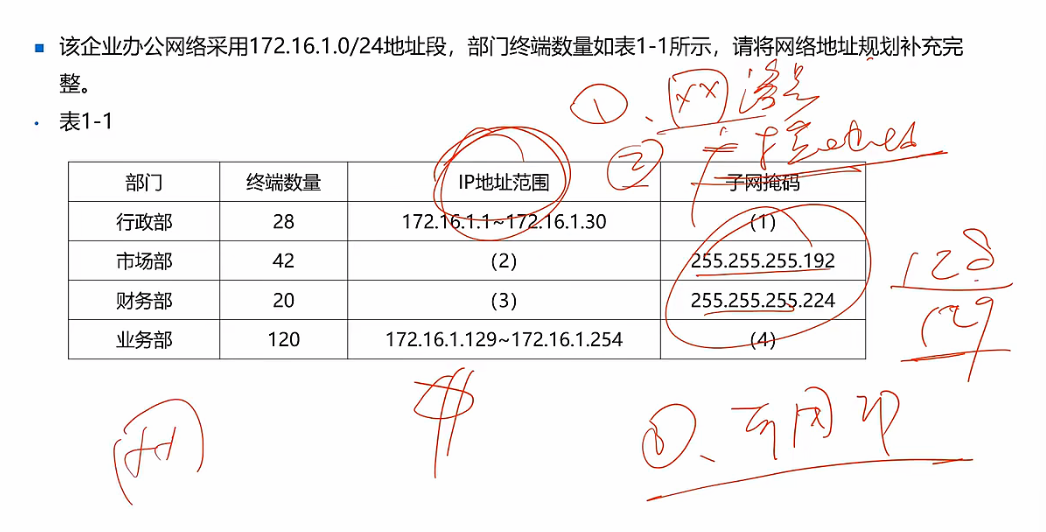 该企业办公网络采用172.16.1.0/24地址段，部门终端数量如表1-1所示，请将网络地址规划补充完
整。
表1-1
① 、 XX
②
部门 终端数量 IP地址范围 子网掩码
行政部 28 172.16.1.1~172.16.1.30 (1)
市场部 42 (2) 255.255.255.192
财务部 20 (3) 255.255.255.224
业务部 120 172.16.1.129~172.16.1.254 (4)
128
129